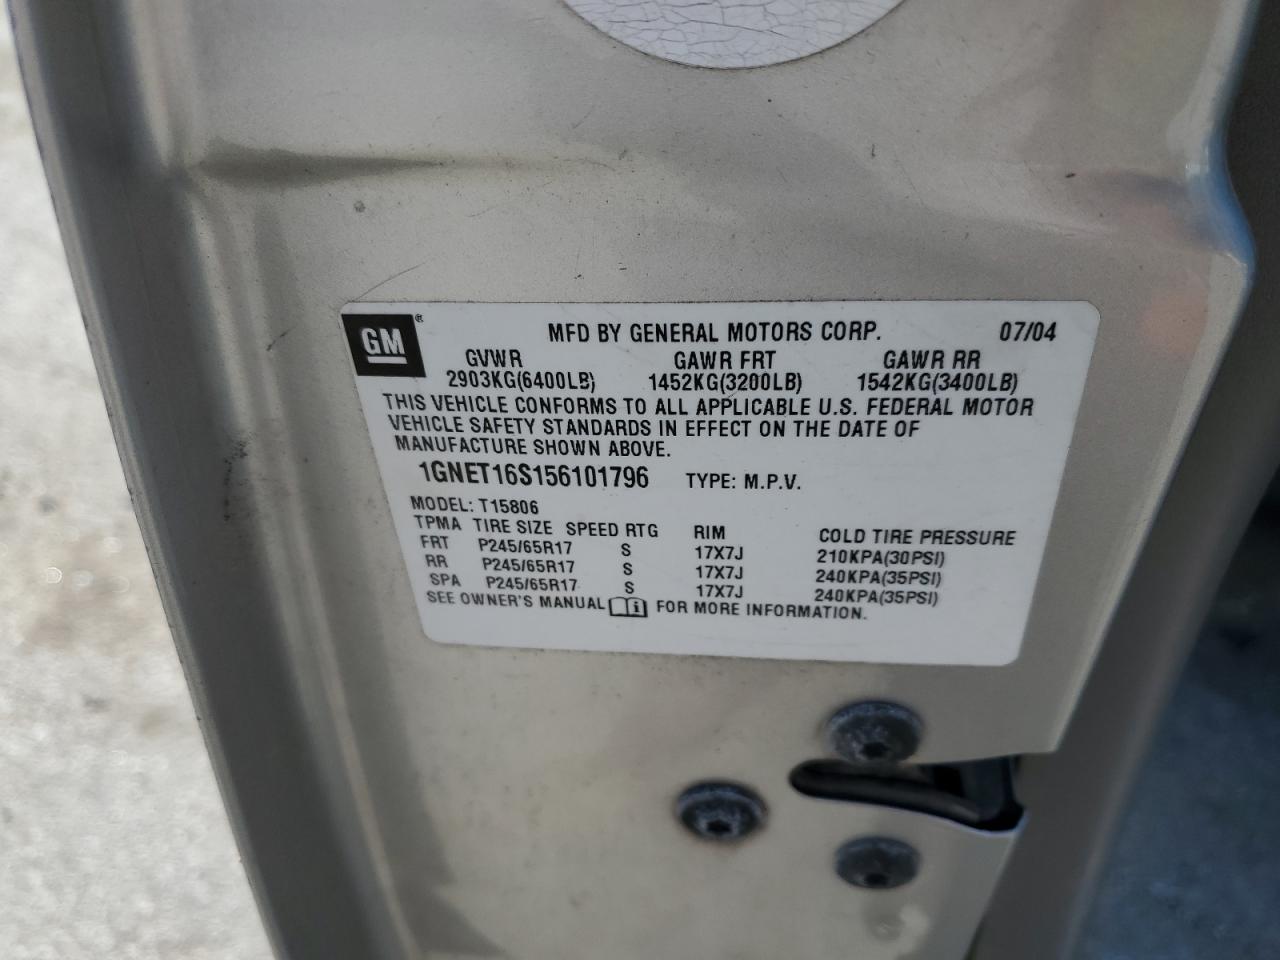 GM® MFD BY GENERAL MOTORS CORP. 07/04
GVWR GAWR FRT GAWR RR
2903KG(6400LB) 1452KG(3200LB) 1542KG(3400LB)
THIS VEHICLE CONFORMS TO ALL APPLICABLE U.S. FEDERAL MOTOR
VEHICLE SAFETY STANDARDS IN EFFECT ON THE DATE OF
MANUFACTURE SHOWN ABOVE.
1GNET16S156101796 TYPE: M.P.V.
MODEL: T15806
TPMA TIRE SIZE SPEED RTG RIM COLD TIRE PRESSURE
FRT P245/65R17 S 17X7J 210KPA(30PSI)
RR P245/65R17 S 17X7J 240KPA(35PSI)
SPA P245/65R17 S 17X7J 240KPA(35PSI)
SEE OWNER'S MANUAL i FOR MORE INFORMATION.